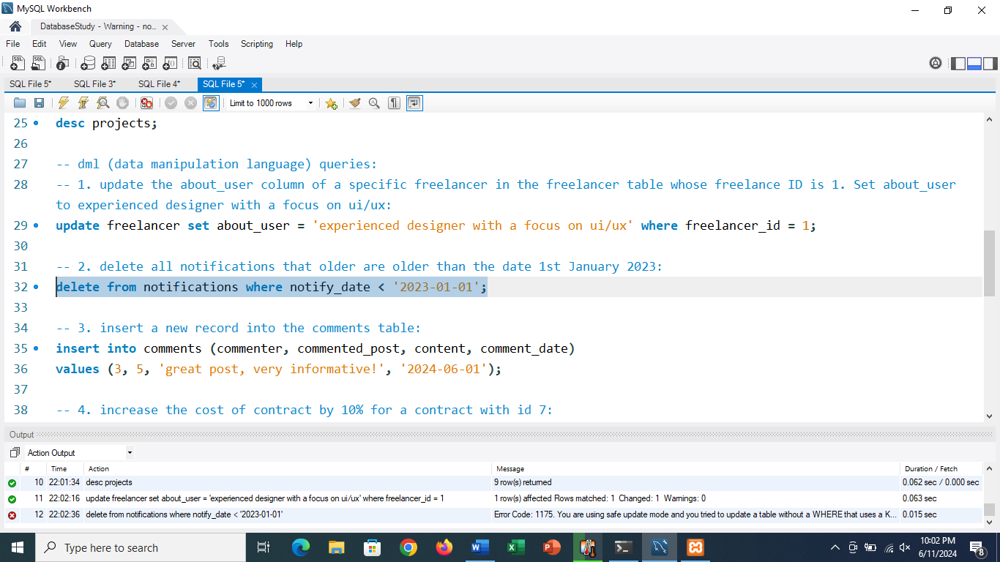 MySQL Workbench
DatabaseStudy - Warning - no...
File Edit View Query Database Server Tools Scripting Help
SQL File 5* SQL File 3* SQL File 4* SQL File 5*
Limit to 1000 rows
25 desc projects;
26
27 -- dml (data manipulation language) queries:
28 -- 1. update the about_user column of a specific freelancer in the freelancer table whose freelance ID is 1. Set about_user
to experienced designer with a focus on ui/ux:
29 update freelancer set about_user = 'experienced designer with a focus on ui/ux' where freelancer_id = 1;
30
31 -- 2. delete all notifications that older are older than the date 1st January 2023:
32 delete from notifications where notify_date < '2023-01-01';
33
34 -- 3. insert a new record into the comments table:
35 insert into comments (commenter, commented_post, content, comment_date)
36 values (3, 5, 'great post, very informative!', '2024-06-01');
37
38 -- 4. increase the cost of contract by 10% for a contract with id 7:
Output
Action Output
# Time Action Message Duration / Fetch
10 22:01:34 desc projects 9 row(s) returned 0.062 sec / 0.000 sec
11 22:02:16 update freelancer set about_user = 'experienced designer with a focus on ui/ux' where freelancer_id = 1 1 row(s) affected Rows matched: 1 Changed: 1 Warnings: 0 0.063 sec
12 22:02:36 delete from notifications where notify_date < '2023-01-01' Error Code: 1175. You are using safe update mode and you tried to update a table without a WHERE that uses a K... 0.015 sec
Type here to search
10:02 PM
6/11/2024
8